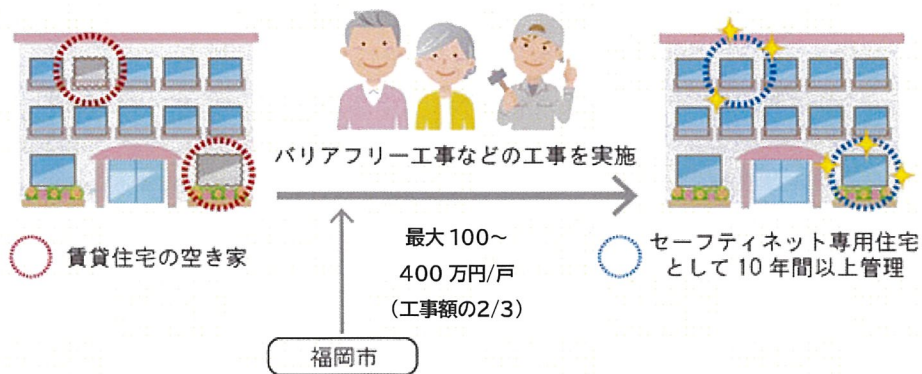 バリアフリー工事などの工事を実施
賃貸住宅の空き家
最大100~
400万円/戸
(工事額の2/3)
セーフティネット専用住宅
として10年間以上管理
福岡市